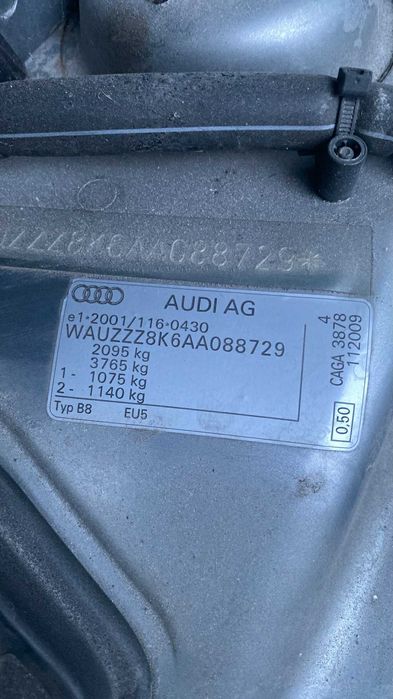 ZZZ8K6AA088729*
AUDI AG
e1*2001/116*0430
WAUZZZ8K6AA088729
2095 kg
3765 kg
1- 1075 kg
2- 1140 kg
Typ B8 EU5
4
CAGA 3878
112009
0,50